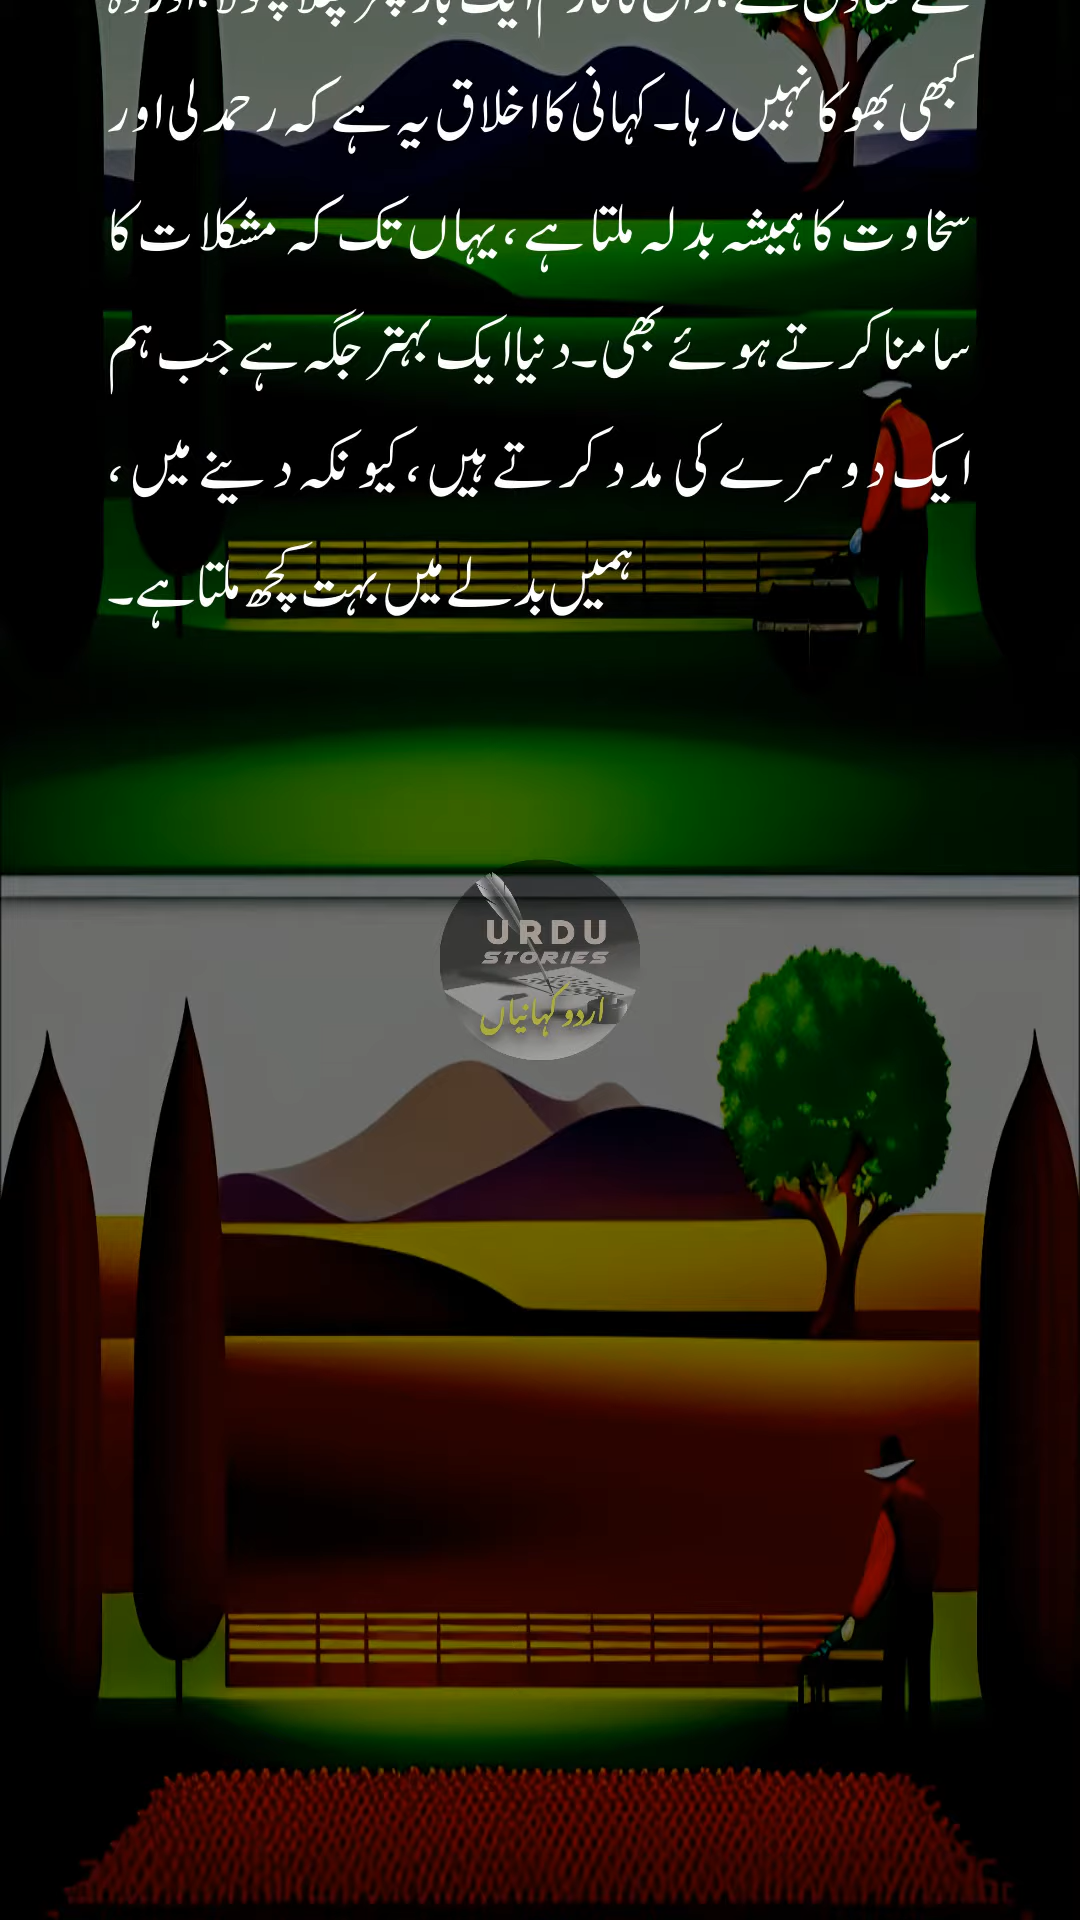 کبھی بھوکا نہیں رہا۔ کہانی کا اخلاق یہ ہے کہ رحمدلی اور
سخاوت کا ہمیشہ بدلہ ملتا ہے، یہاں تک کہ مشکلات کا
سامنا کرتے ہوئے بھی۔ دنیا ایک بہتر جگہ ہے جب ہم
ایک دوسرے کی مدد کرتے ہیں، کیونکہ دینے میں،
ہمیں بدلے میں بہت کچھ ملتا ہے۔
URDU
STORIES
اردو کہانیاں